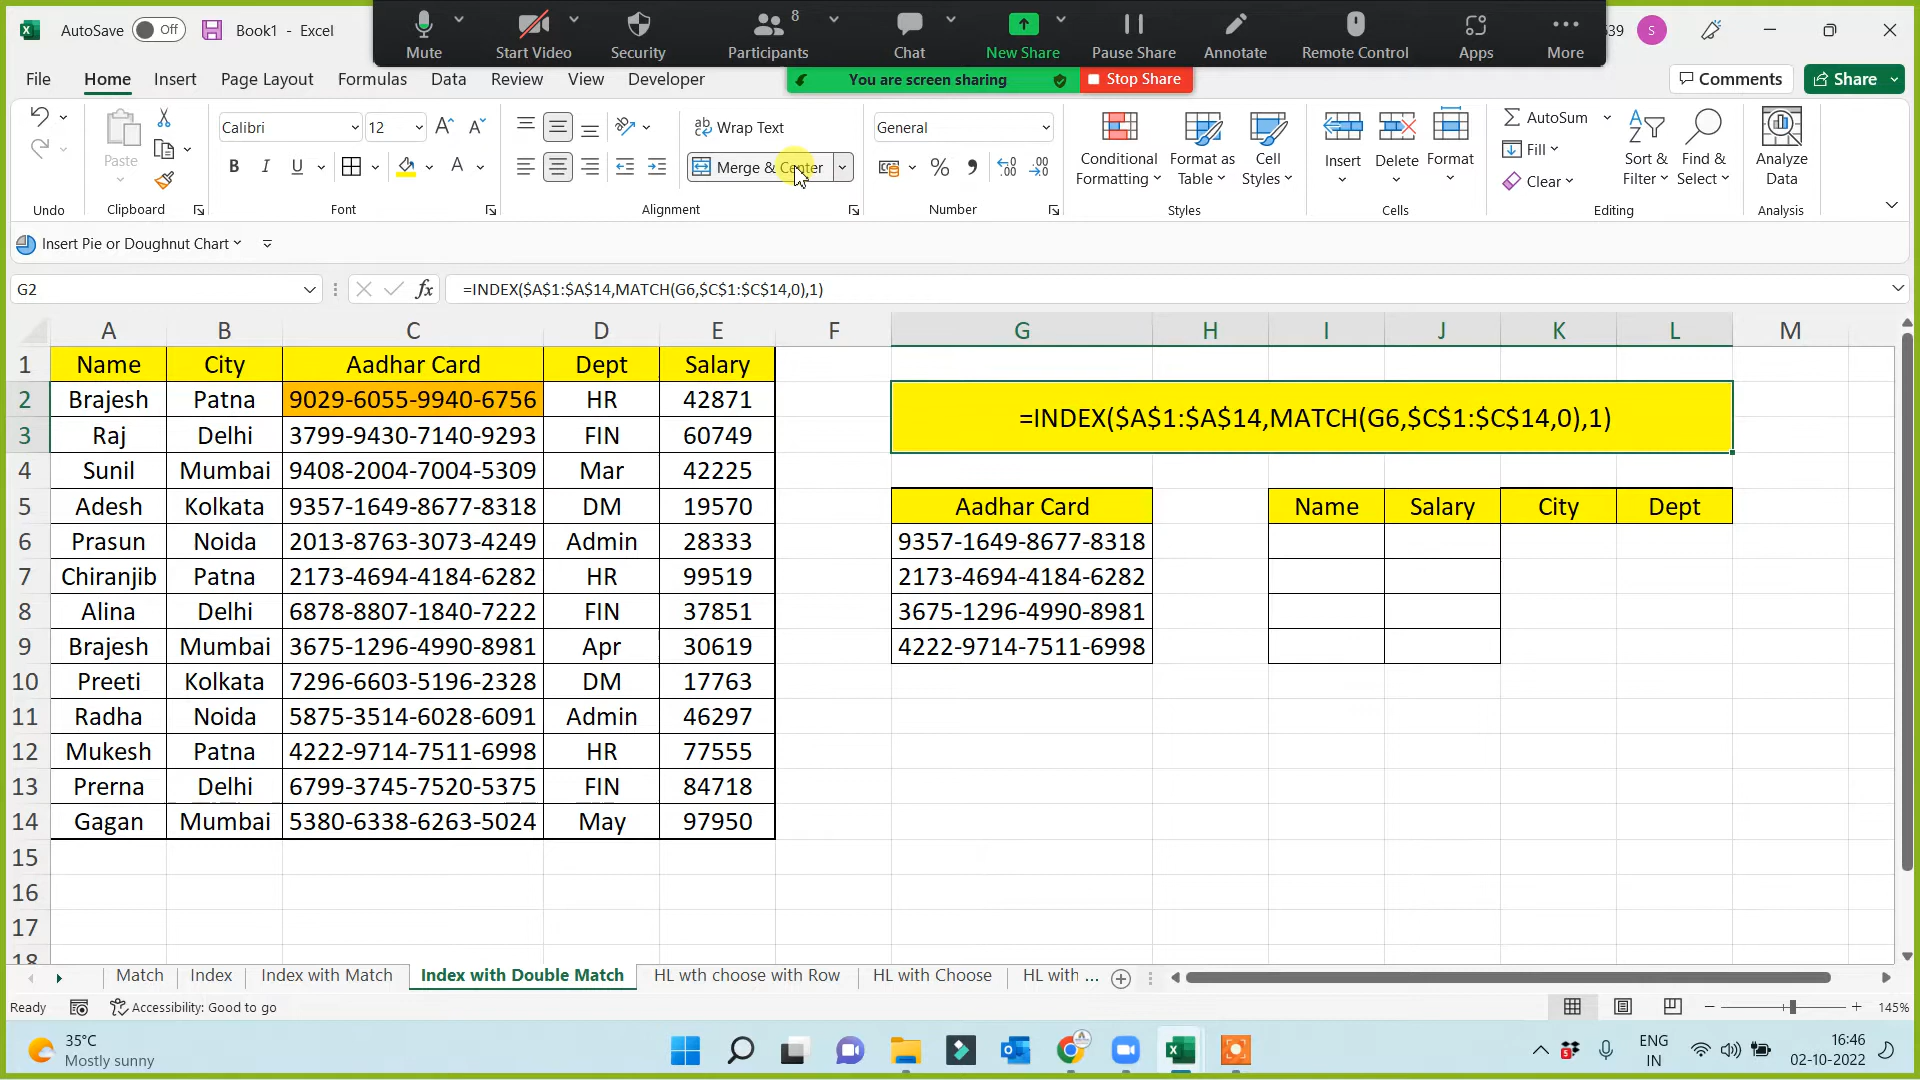 AutoSave Off Book1 - Excel
Mute Start Video Security Participants 8 Chat New Share Pause Share Annotate Remote Control Apps More
39 S
You are screen sharing Stop Share
File Home Insert Page Layout Formulas Data Review View Developer Comments Share
Paste
Calibri 12
Wrap Text
Merge & Center
General
Conditional Formatting
Format as Table
Cell Styles
Insert Delete Format
AutoSum
Fill
Clear
Sort & Filter
Find & Select
Analyze Data
Undo Clipboard Font Alignment Number Styles Cells Editing Analysis
Insert Pie or Doughnut Chart
G2 fx =INDEX($A$1:$A$14,MATCH(G6,$C$1:$C$14,0),1)
A B C D E F G H I J K L M
1 Name City Aadhar Card Dept Salary
2 Brajesh Patna 9029-6055-9940-6756 HR 42871
=INDEX($A$1:$A$14,MATCH(G6,$C$1:$C$14,0),1)
3 Raj Delhi 3799-9430-7140-9293 FIN 60749
4 Sunil Mumbai 9408-2004-7004-5309 Mar 42225
5 Adesh Kolkata 9357-1649-8677-8318 DM 19570 Aadhar Card Name Salary City Dept
6 Prasun Noida 2013-8763-3073-4249 Admin 28333 9357-1649-8677-8318
7 Chiranjib Patna 2173-4694-4184-6282 HR 99519 2173-4694-4184-6282
8 Alina Delhi 6878-8807-1840-7222 FIN 37851 3675-1296-4990-8981
9 Brajesh Mumbai 3675-1296-4990-8981 Apr 30619 4222-9714-7511-6998
10 Preeti Kolkata 7296-6603-5196-2328 DM 17763
11 Radha Noida 5875-3514-6028-6091 Admin 46297
12 Mukesh Patna 4222-9714-7511-6998 HR 77555
13 Prerna Delhi 6799-3745-7520-5375 FIN 84718
14 Gagan Mumbai 5380-6338-6263-5024 May 97950
15
16
17
18
Match Index Index with Match Index with Double Match HL wth choose with Row HL with Choose HL with ...
Ready Accessibility: Good to go 145%
35°C
Mostly sunny
ENG
IN
16:46
02-10-2022